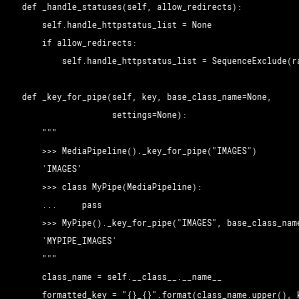 def _handle_statuses(self, allow_redirects):
self.handle_httpstatus_list = None
if allow_redirects:
self.handle_httpstatus_list = SequenceExclude(
def _key_for_pipe(self, key, base_class_name=None,
settings=None):
"""
>>> MediaPipeline()._key_for_pipe("IMAGES")
'IMAGES'
>>> class MyPipe(MediaPipeline):
... pass
>>> MyPipe()._key_for_pipe("IMAGES", base_class_name
'MYPIPE_IMAGES'
"""
class_name = self.__class__.__name__
formatted_key = "{}_{}".format(class_name.upper(),